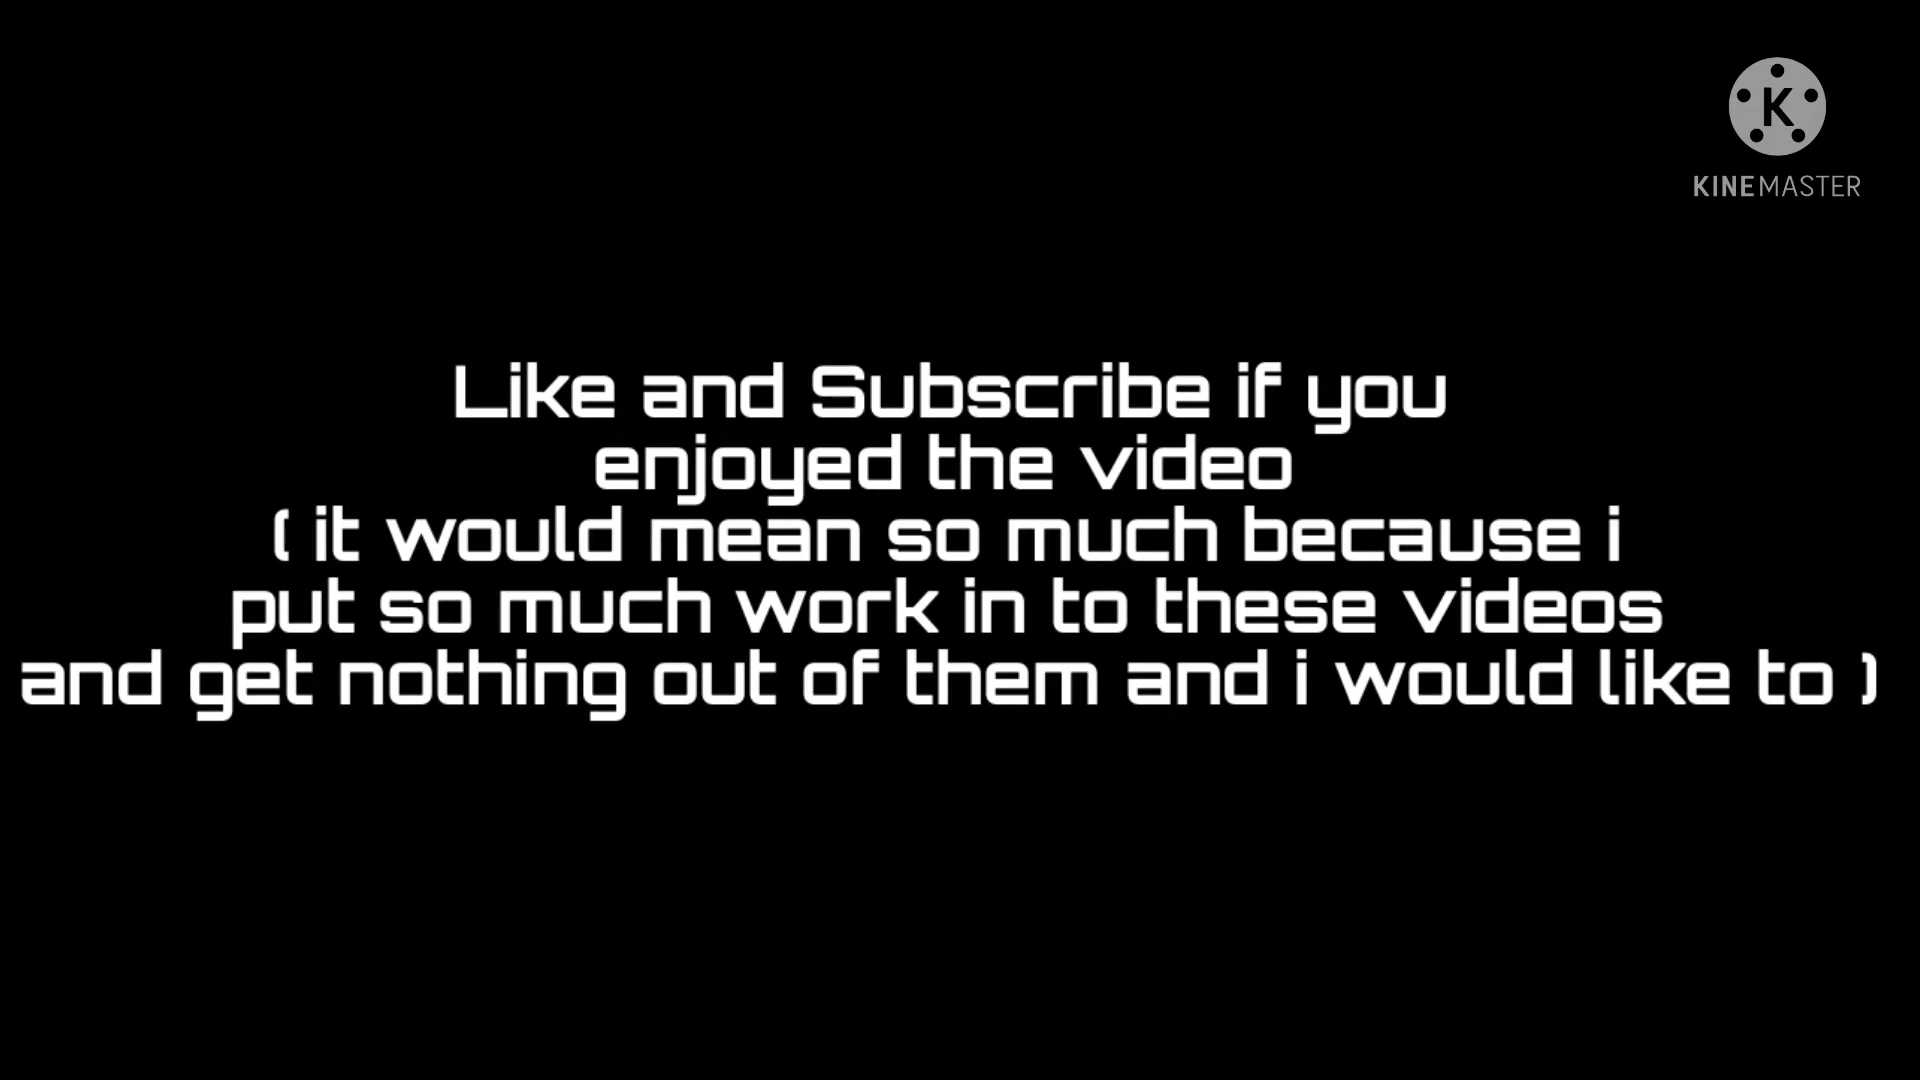 K
KINEMASTER
Like and Subscribe if you
enjoyed the video
( it would mean so much because i
put so much work in to these videos
and get nothing out of them and i would like to )